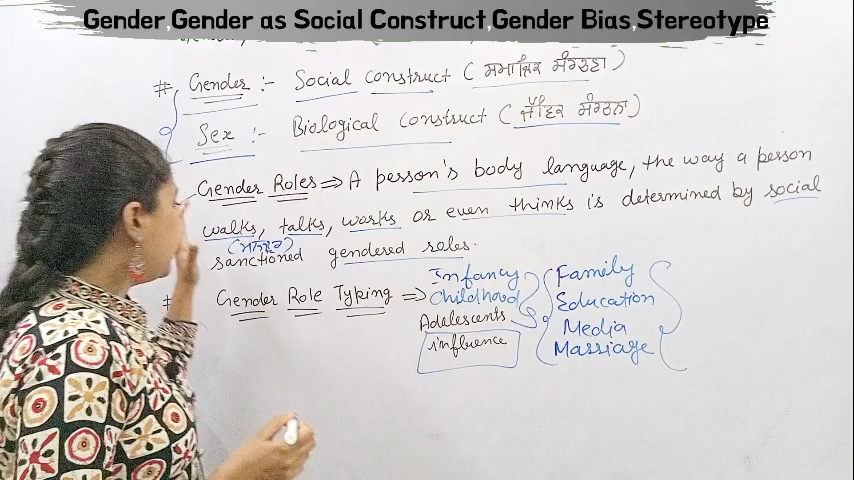 Gender,Gender as Social Construct,Gender Bias,Stereotype
# Gender :- Social construct (ਸਮਾਜਿਕ ਸੰਰਚਨਾ)
Sex :- Biological construct (ਜੈਵਿਕ ਸੰਰਚਨਾ)
Gender Roles ⇒ A person's body language, the way a person
walks, talks, works or even thinks is determined by social
(ਮਨਜ਼ੂਰ)
sanctioned gendered roles.
# Gender Role Typing ⇒ Infancy
Childhood
Adelescents
influence
Family
Education
Media
Marriage